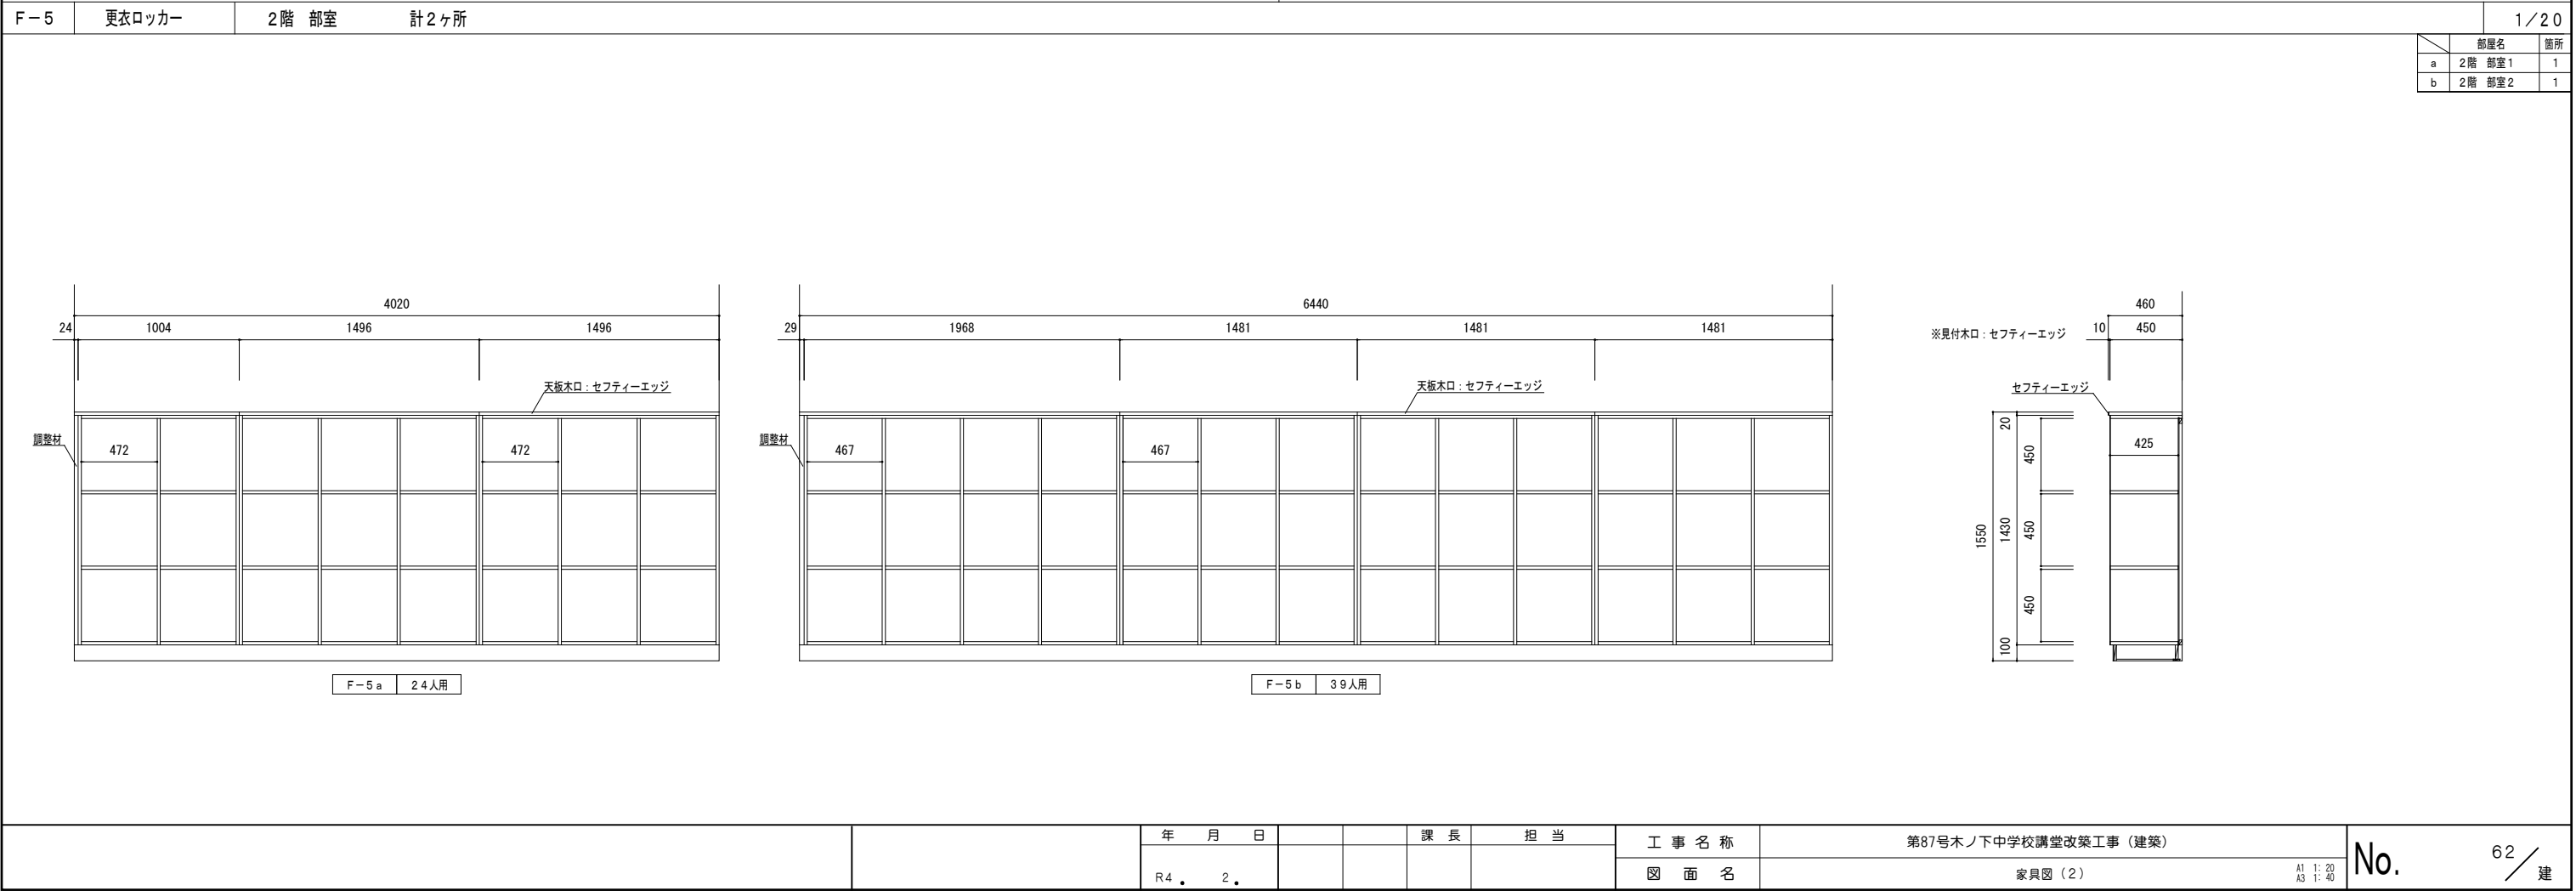 F－5 更衣ロッカー 2階 部室 計2ヶ所 1／20
部屋名 箇所
a 2階 部室1 1
b 2階 部室2 1
4020
24 1004 1496 1496
天板木口：セフティーエッジ
調整材
472 472
F－5a 24人用
6440
29 1968 1481 1481 1481
天板木口：セフティーエッジ
調整材
467 467
F－5b 39人用
460
※見付木口：セフティーエッジ 10 450
セフティーエッジ
20
450 425
1550 1430 450
450
100
年 月 日 課長 担当
R4. 2.
工事名称 第87号木ノ下中学校講堂改築工事（建築）
図面名 家具図（2） A1 1：20
A3 1：40
No. 62／建